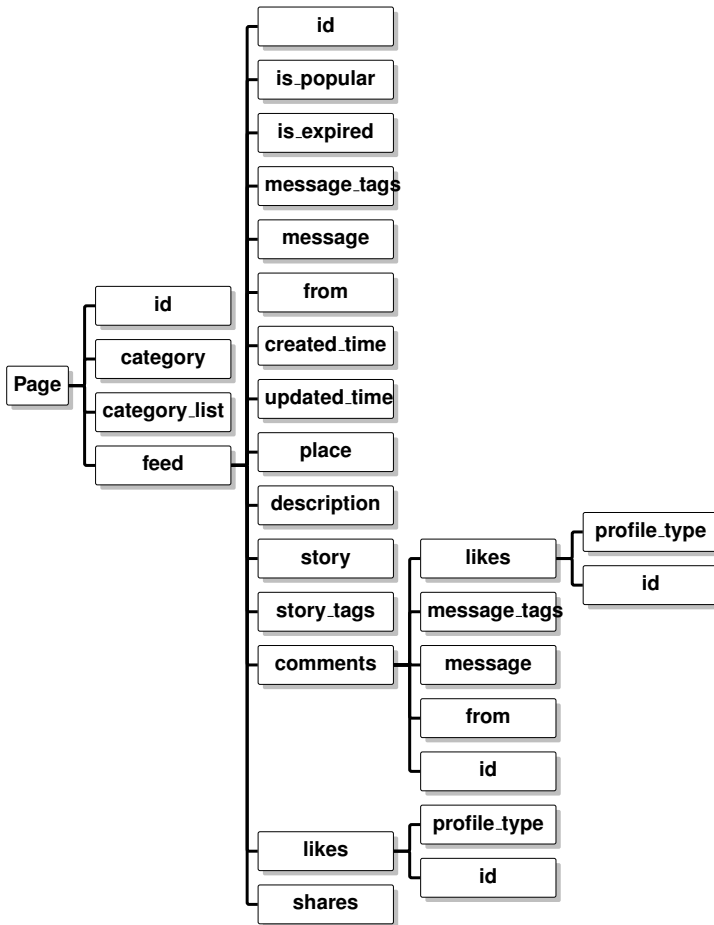 Page
id
category
category_list
feed
id
is_popular
is_expired
message_tags
message
from
created_time
updated_time
place
description
story
story_tags
comments
likes
profile_type
id
message_tags
message
from
id
likes
profile_type
id
shares